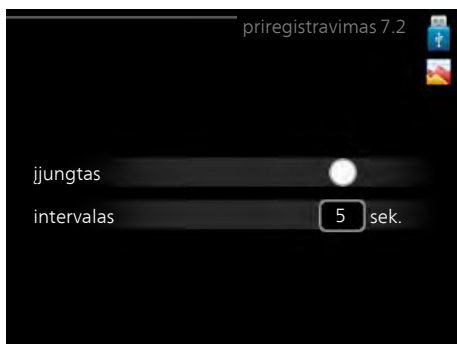 priregistravimas 7.2
įjungtas
intervalas 5 sek.